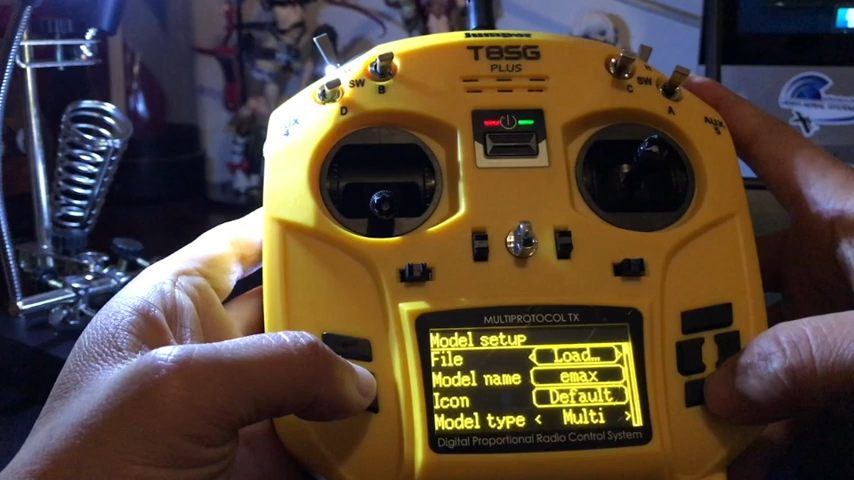 Jumper
T8SG
PLUS
SW
B
D
SW
C
A
AUX
4
AUX
5
MULTIPROTOCOL TX
Model setup
File < Load... >
Model name emax
Icon Default
Model type < Multi >
Digital Proportional Radio Control System